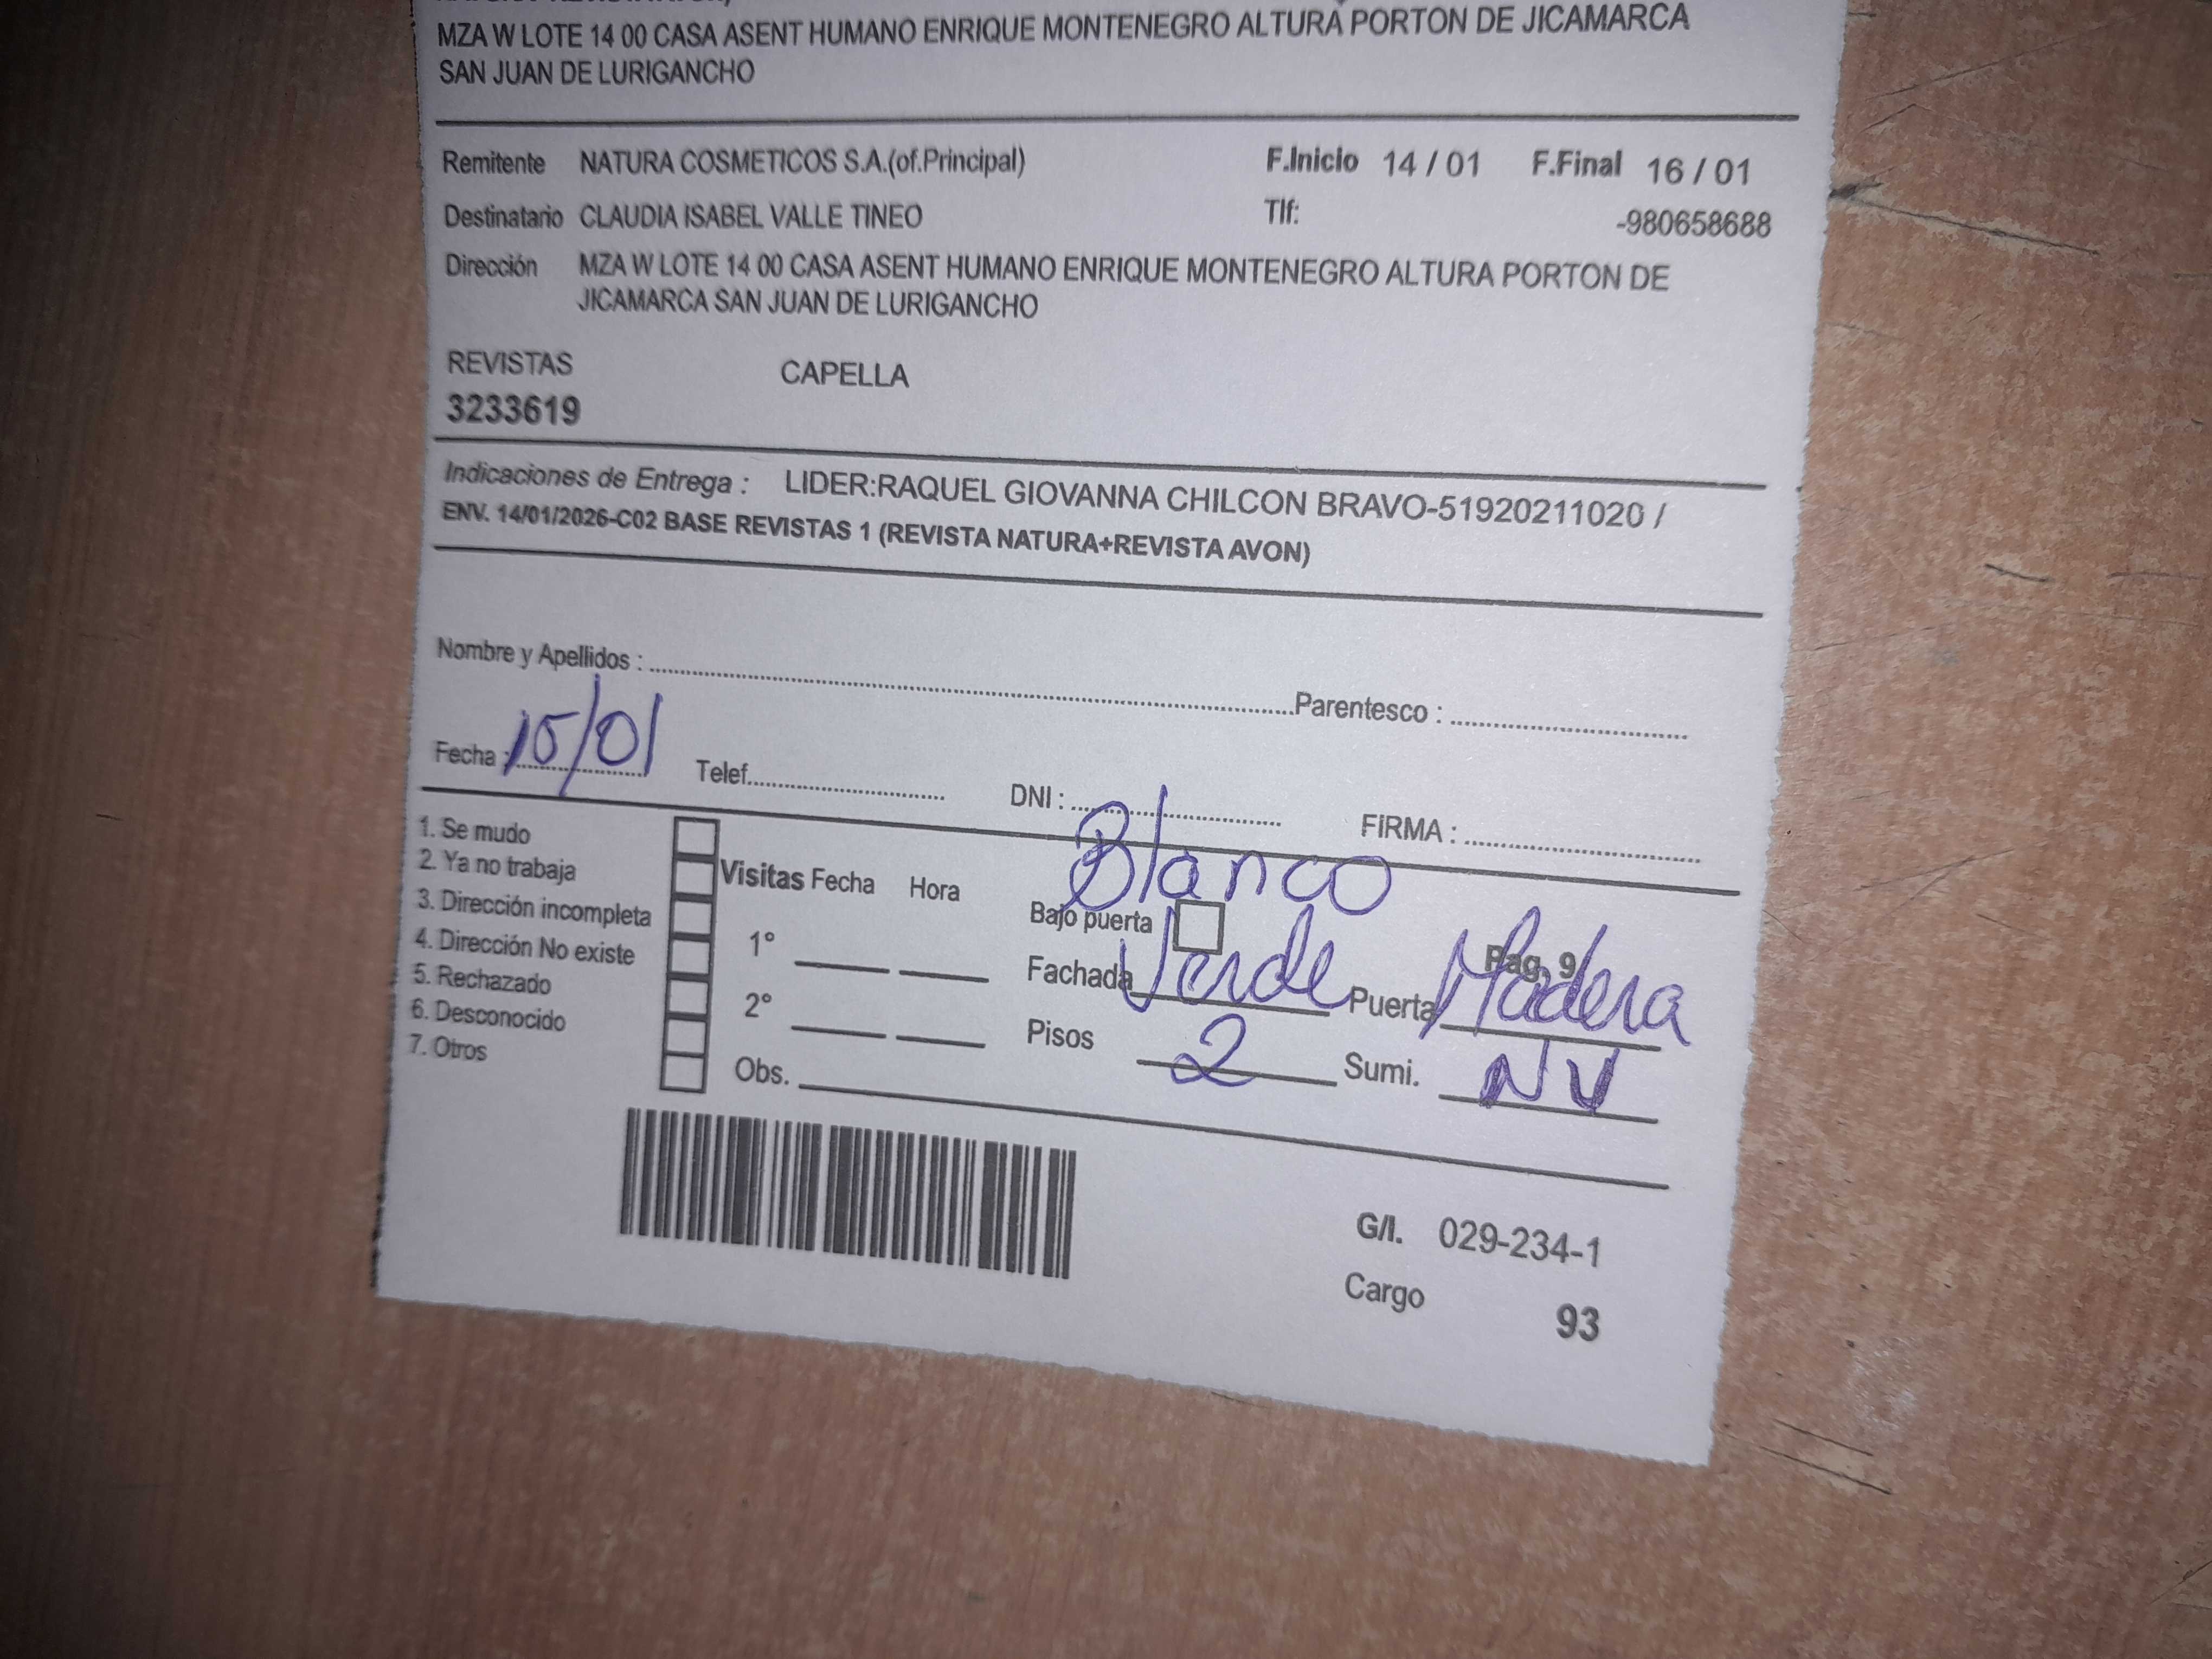 MZA W LOTE 14 00 CASA ASENT HUMANO ENRIQUE MONTENEGRO ALTURA PORTON DE JICAMARCA
SAN JUAN DE LURIGANCHO
Remitente NATURA COSMETICOS S.A.(of.Principal) F.Inicio 14 / 01 F.Final 16 / 01
Destinatario CLAUDIA ISABEL VALLE TINEO Tlf: -980658688
Dirección MZA W LOTE 14 00 CASA ASENT HUMANO ENRIQUE MONTENEGRO ALTURA PORTON DE
JICAMARCA SAN JUAN DE LURIGANCHO
REVISTAS CAPELLA
3233619
Indicaciones de Entrega : LIDER:RAQUEL GIOVANNA CHILCON BRAVO-51920211020 /
ENV. 14/01/2026-C02 BASE REVISTAS 1 (REVISTA NATURA+REVISTA AVON)
Nombre y Apellidos : Parentesco :
Fecha : 15/01 Telef. DNI : FIRMA :
1. Se mudo
2. Ya no trabaja
3. Dirección incompleta
4. Dirección No existe
5. Rechazado
6. Desconocido
7. Otros
Visitas Fecha Hora
1°
2°
Obs.
Blanco
Bajo puerta Pag. 9
Fachada Verde Puerta Madera
Pisos 2 Sumi. NV
G/I. 029-234-1
Cargo 93